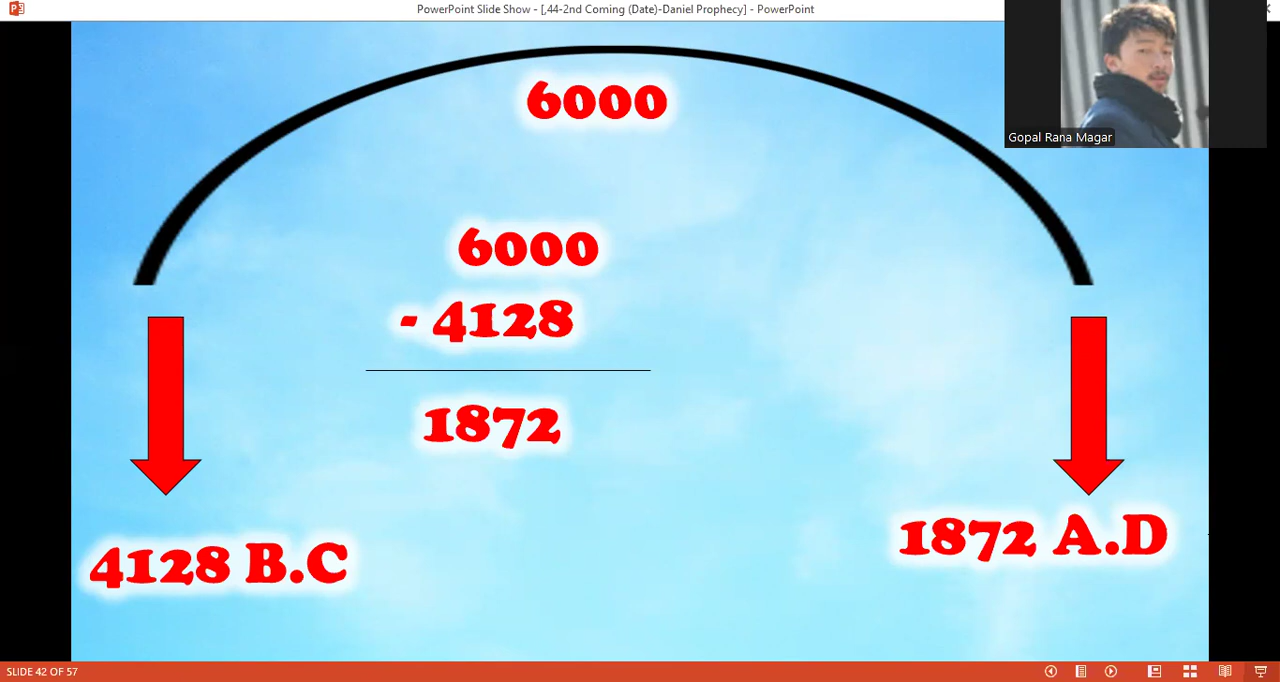 PowerPoint Slide Show - [,44-2nd Coming (Date)-Daniel Prophecy] - PowerPoint
Gopal Rana Magar
6000
6000
- 4128
1872
4128 B.C
1872 A.D
SLIDE 42 OF 57